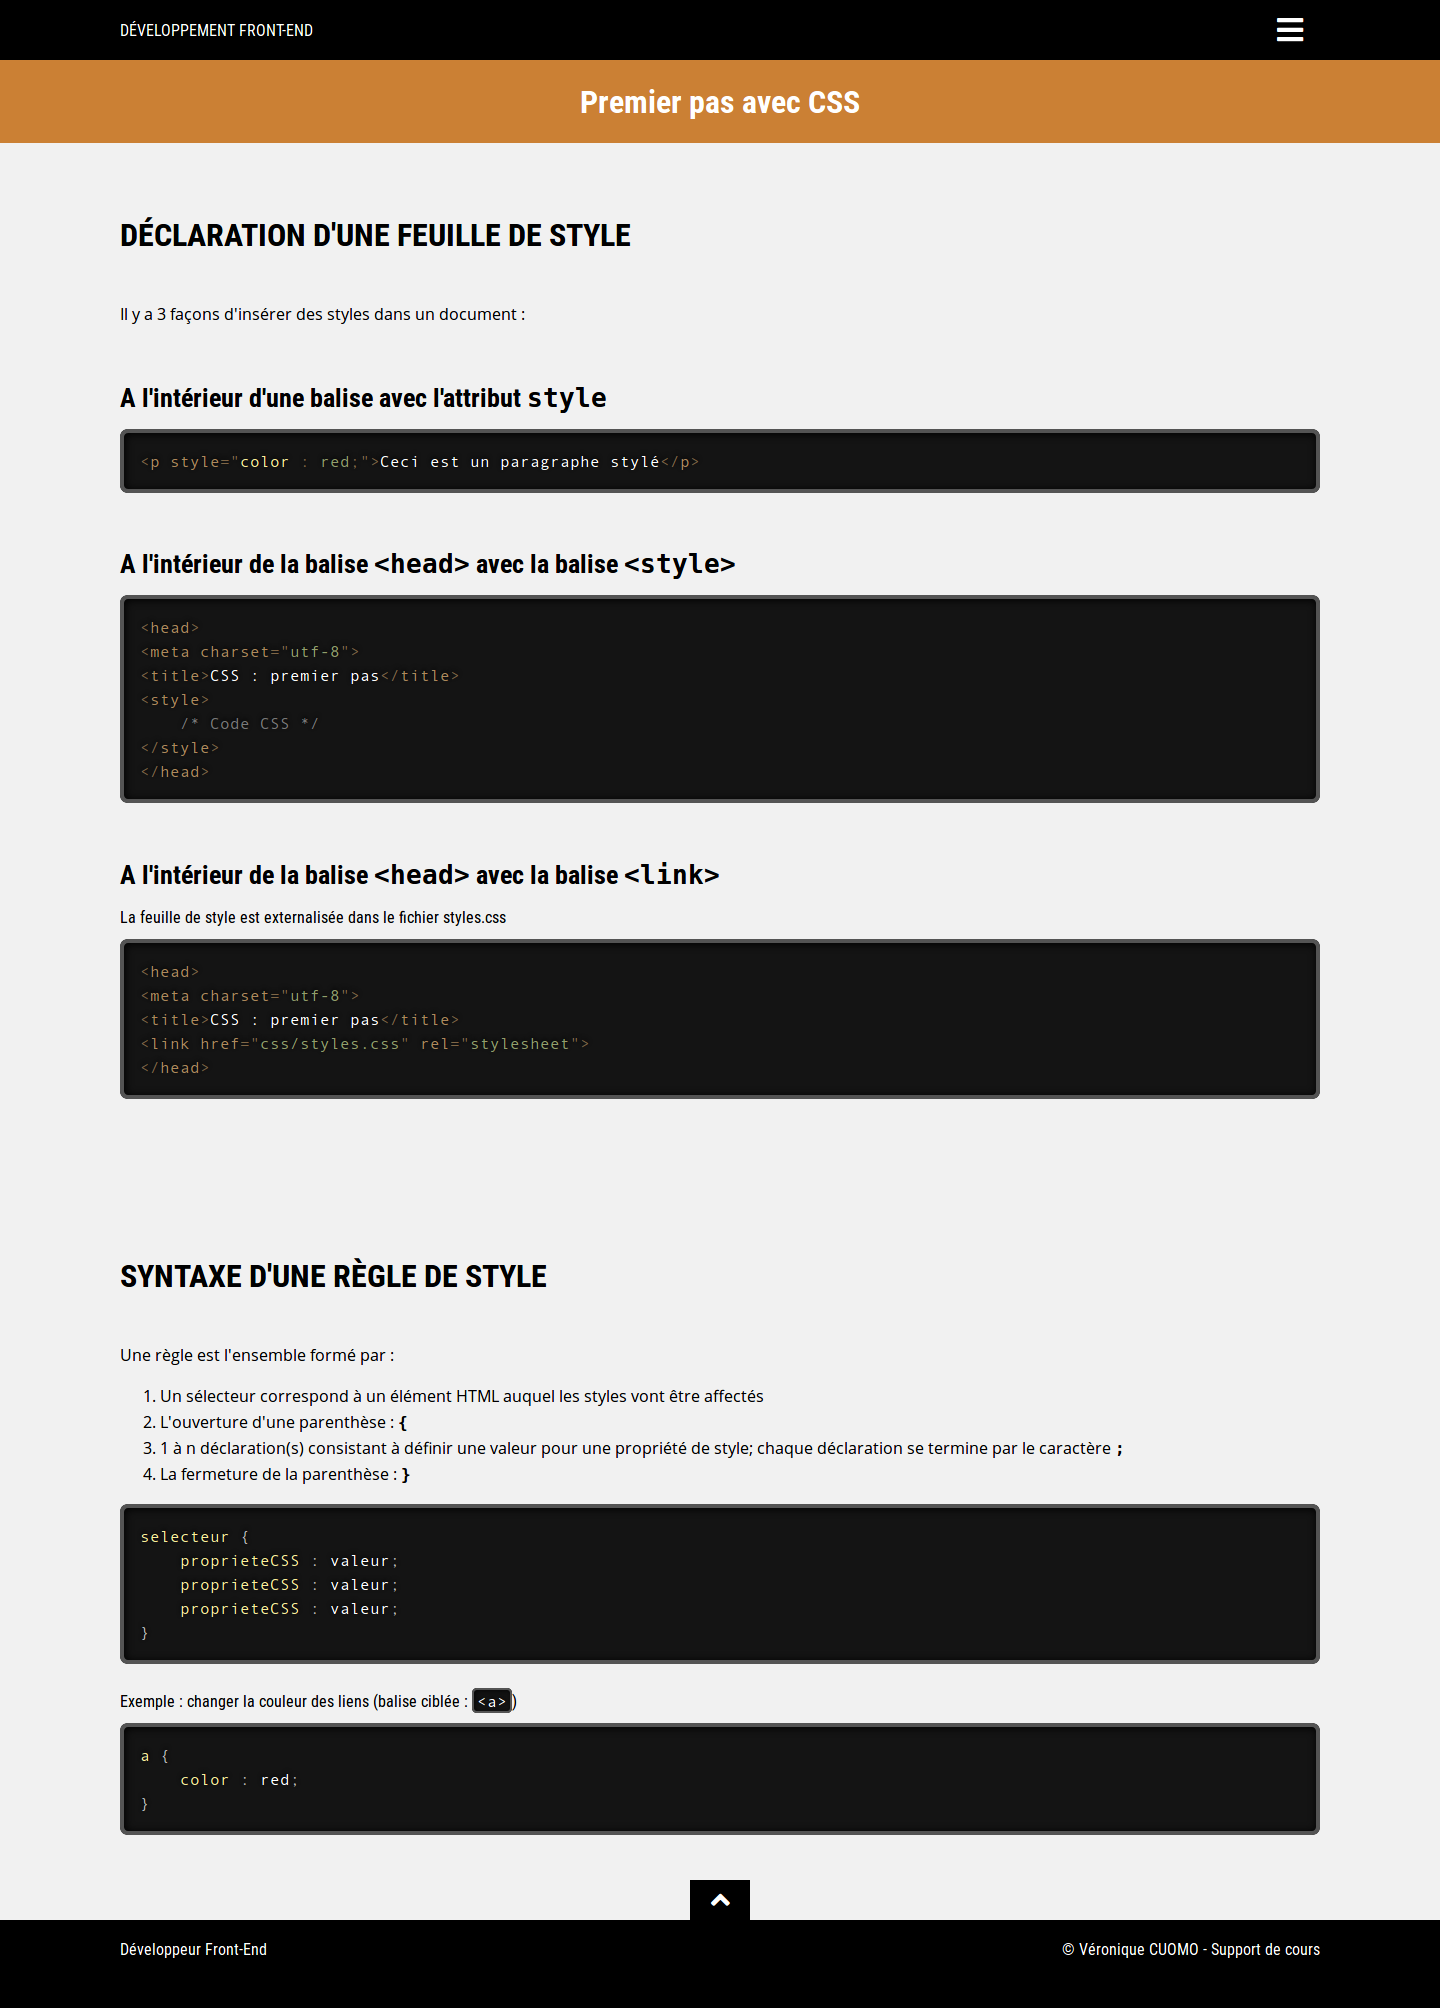 DÉVELOPPEMENT FRONT-END
Premier pas avec CSS
DÉCLARATION D'UNE FEUILLE DE STYLE
Il y a 3 façons d'insérer des styles dans un document :
A l'intérieur d'une balise avec l'attribut style
<p style="color : red;">Ceci est un paragraphe stylé</p>
A l'intérieur de la balise <head> avec la balise <style>
<head>
<meta charset="utf-8">
<title>CSS : premier pas</title>
<style>
    /* Code CSS */
</style>
</head>
A l'intérieur de la balise <head> avec la balise <link>
La feuille de style est externalisée dans le fichier styles.css
<head>
<meta charset="utf-8">
<title>CSS : premier pas</title>
<link href="css/styles.css" rel="stylesheet">
</head>
SYNTAXE D'UNE RÈGLE DE STYLE
Une règle est l'ensemble formé par :
1. Un sélecteur correspond à un élément HTML auquel les styles vont être affectés
2. L'ouverture d'une parenthèse : {
3. 1 à n déclaration(s) consistant à définir une valeur pour une propriété de style; chaque déclaration se termine par le caractère ;
4. La fermeture de la parenthèse : }
selecteur {
    proprieteCSS : valeur;
    proprieteCSS : valeur;
    proprieteCSS : valeur;
}
Exemple : changer la couleur des liens (balise ciblée : <a>)
a {
    color : red;
}
Développeur Front-End
© Véronique CUOMO - Support de cours